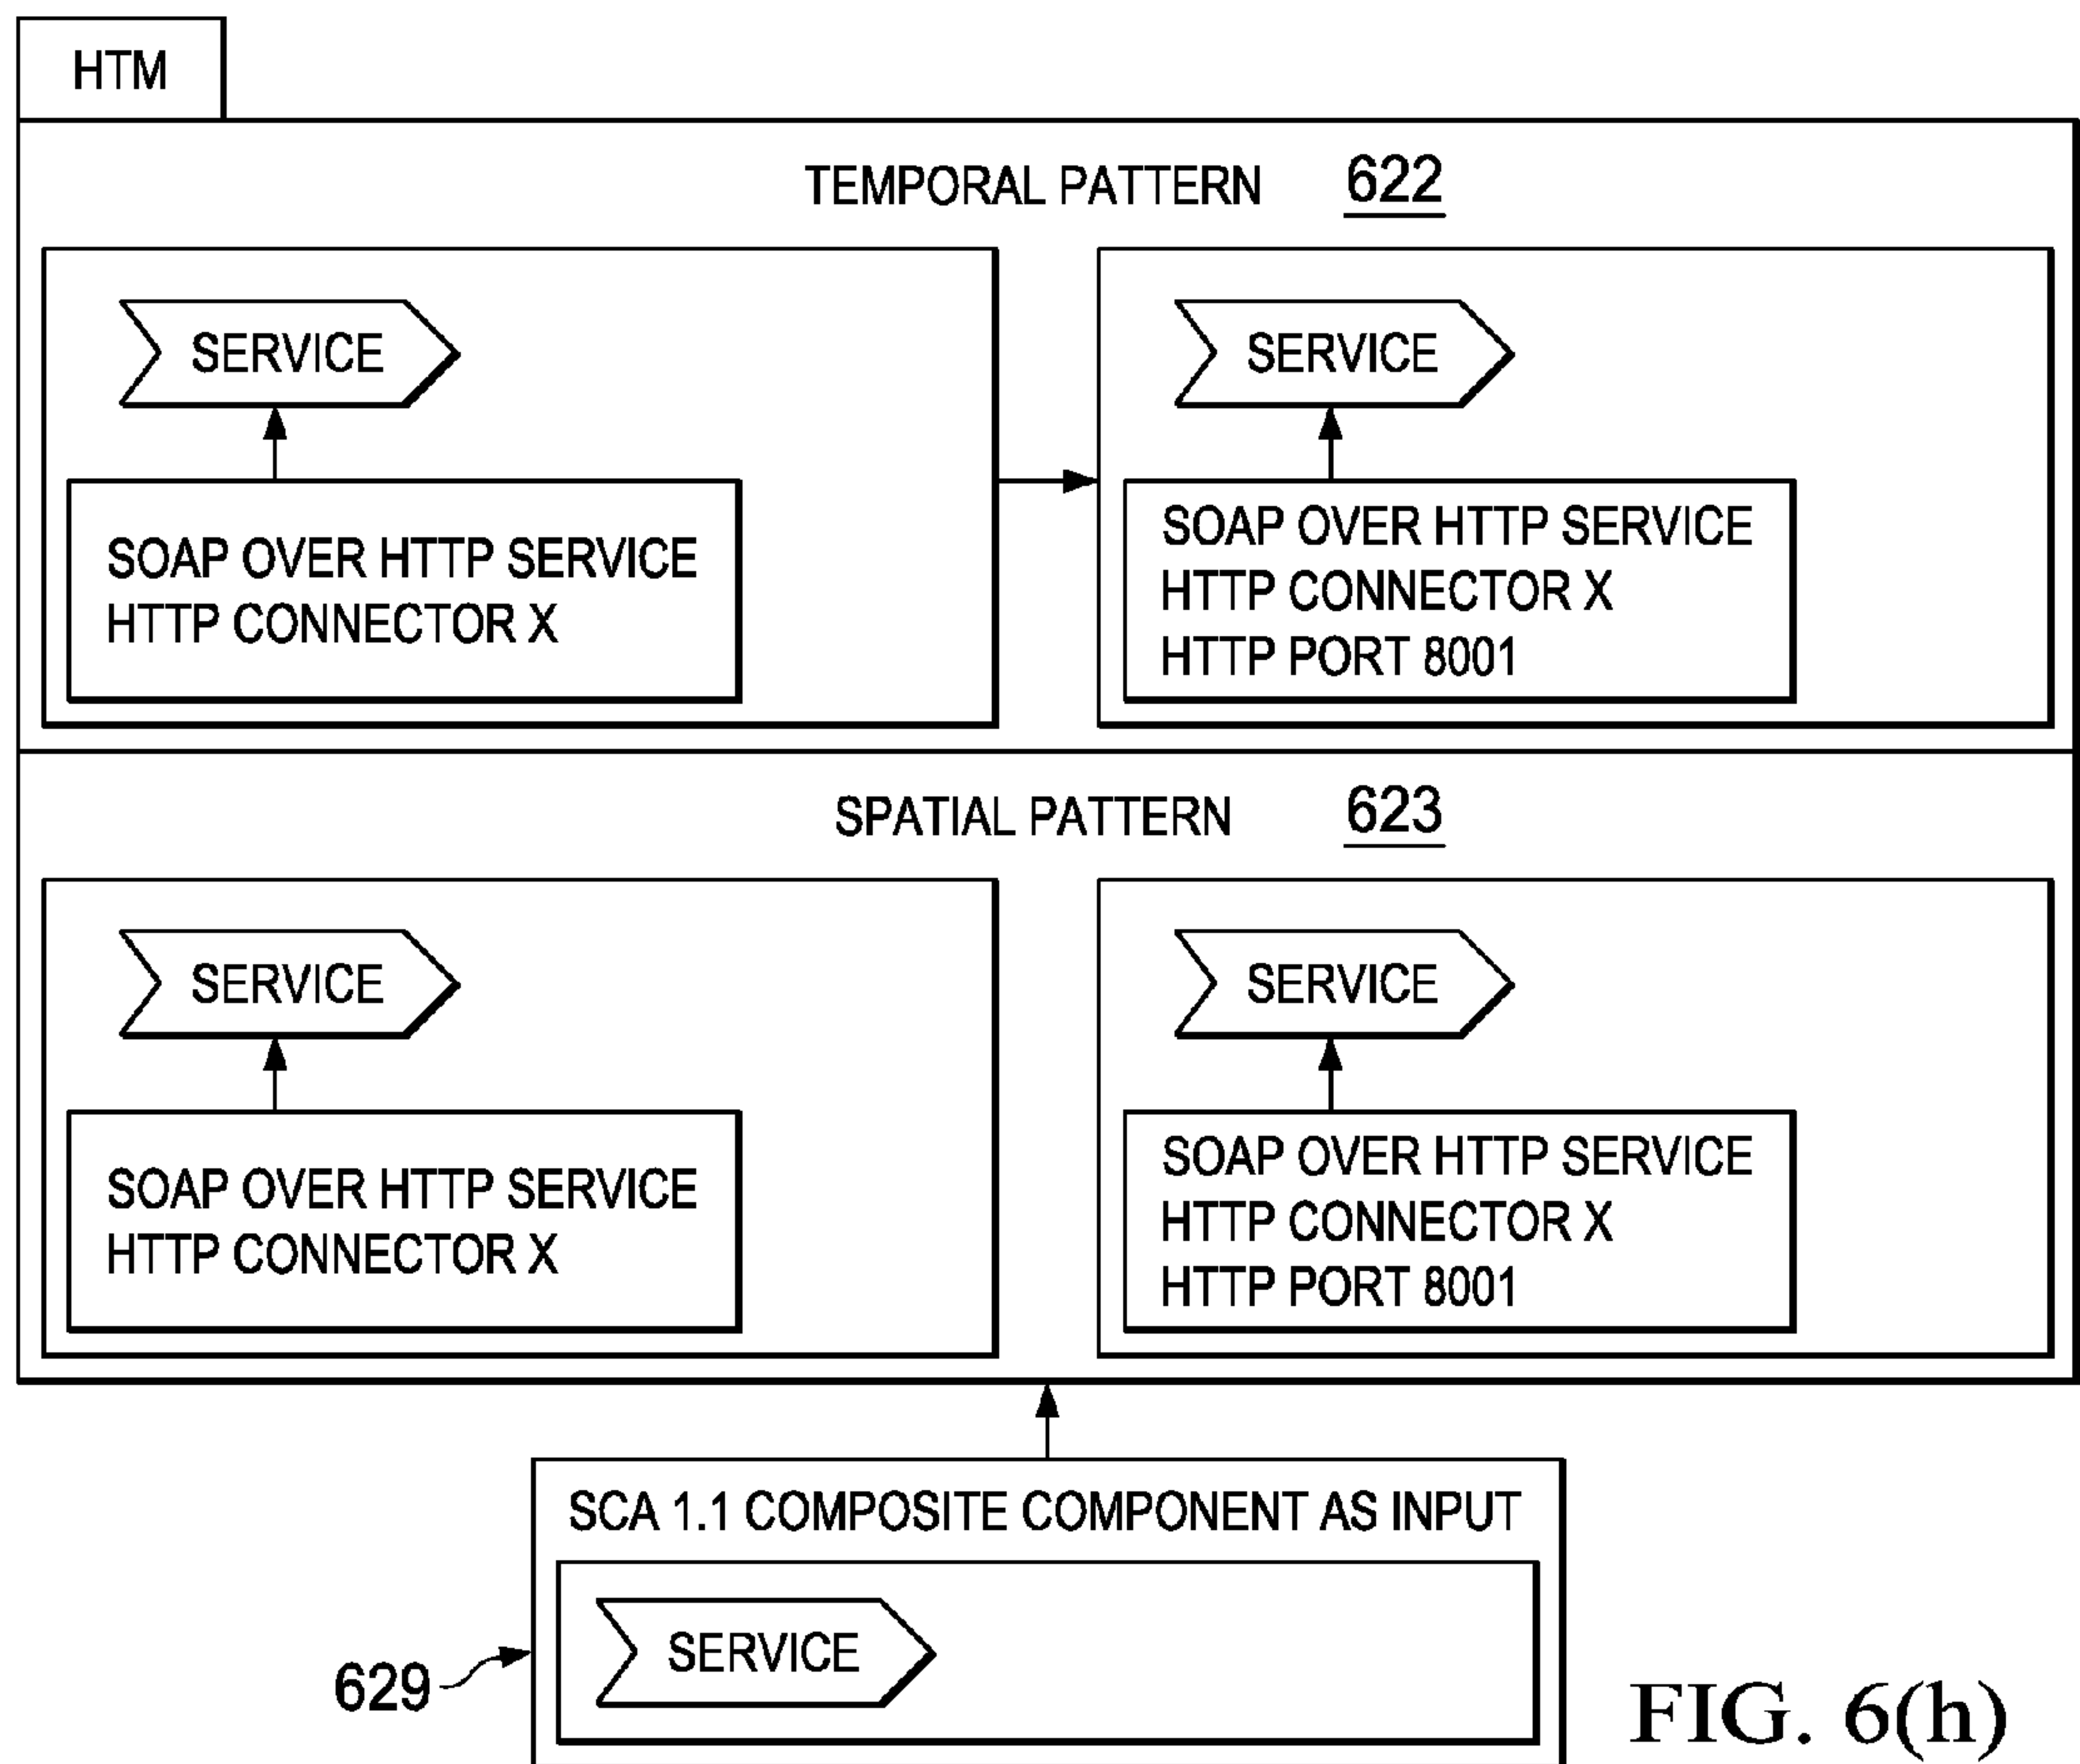 HTM
TEMPORAL PATTERN 622
SERVICE
SOAP OVER HTTP SERVICE
HTTP CONNECTOR X
SERVICE
SOAP OVER HTTP SERVICE
HTTP CONNECTOR X
HTTP PORT 8001
SPATIAL PATTERN 623
SERVICE
SOAP OVER HTTP SERVICE
HTTP CONNECTOR X
SERVICE
SOAP OVER HTTP SERVICE
HTTP CONNECTOR X
HTTP PORT 8001
SCA 1.1 COMPOSITE COMPONENT AS INPUT
SERVICE
629
FIG. 6(h)